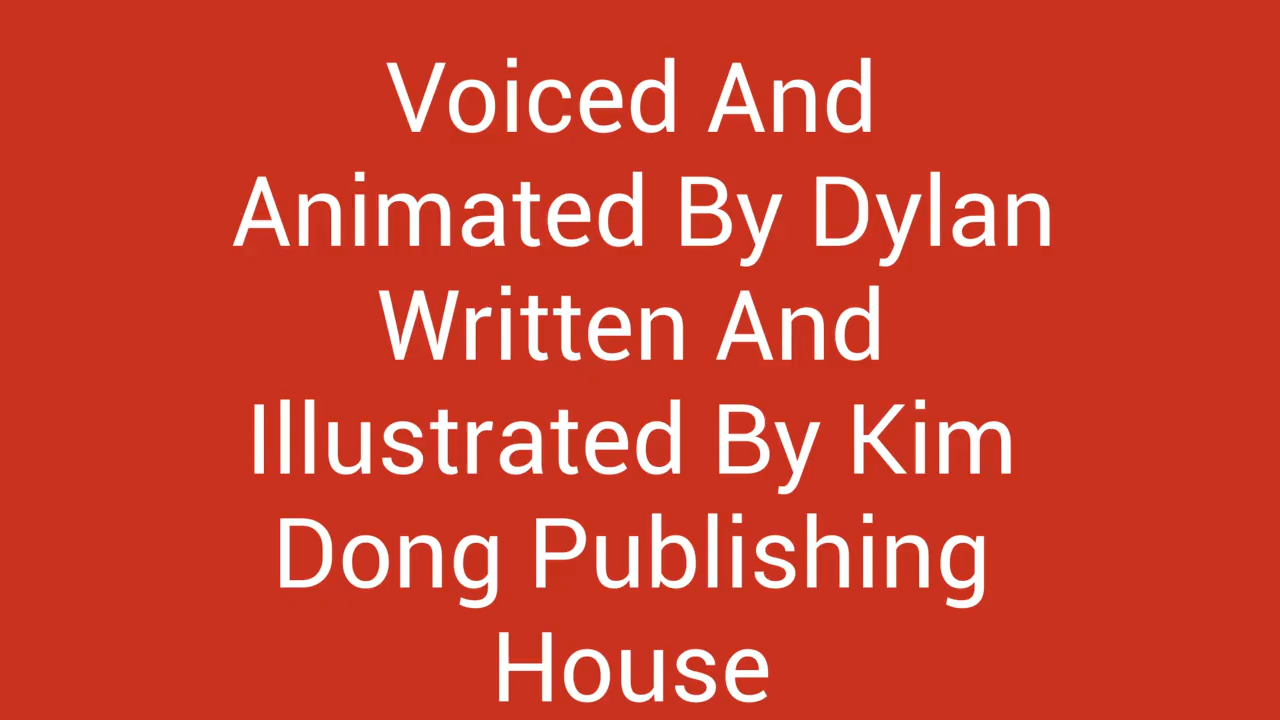 Voiced And
Animated By Dylan
Written And
Illustrated By Kim
Dong Publishing
House